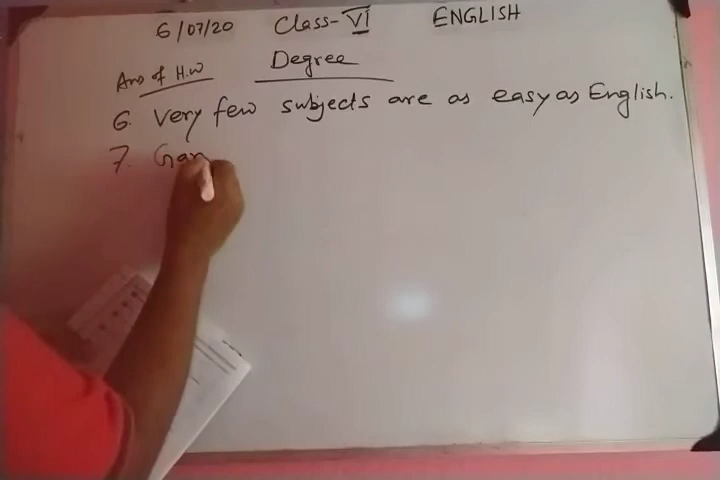 6/07/20 Class-VI ENGLISH
Ans of H.W Degree
6. Very few subjects are as easy as English.
7. Gan